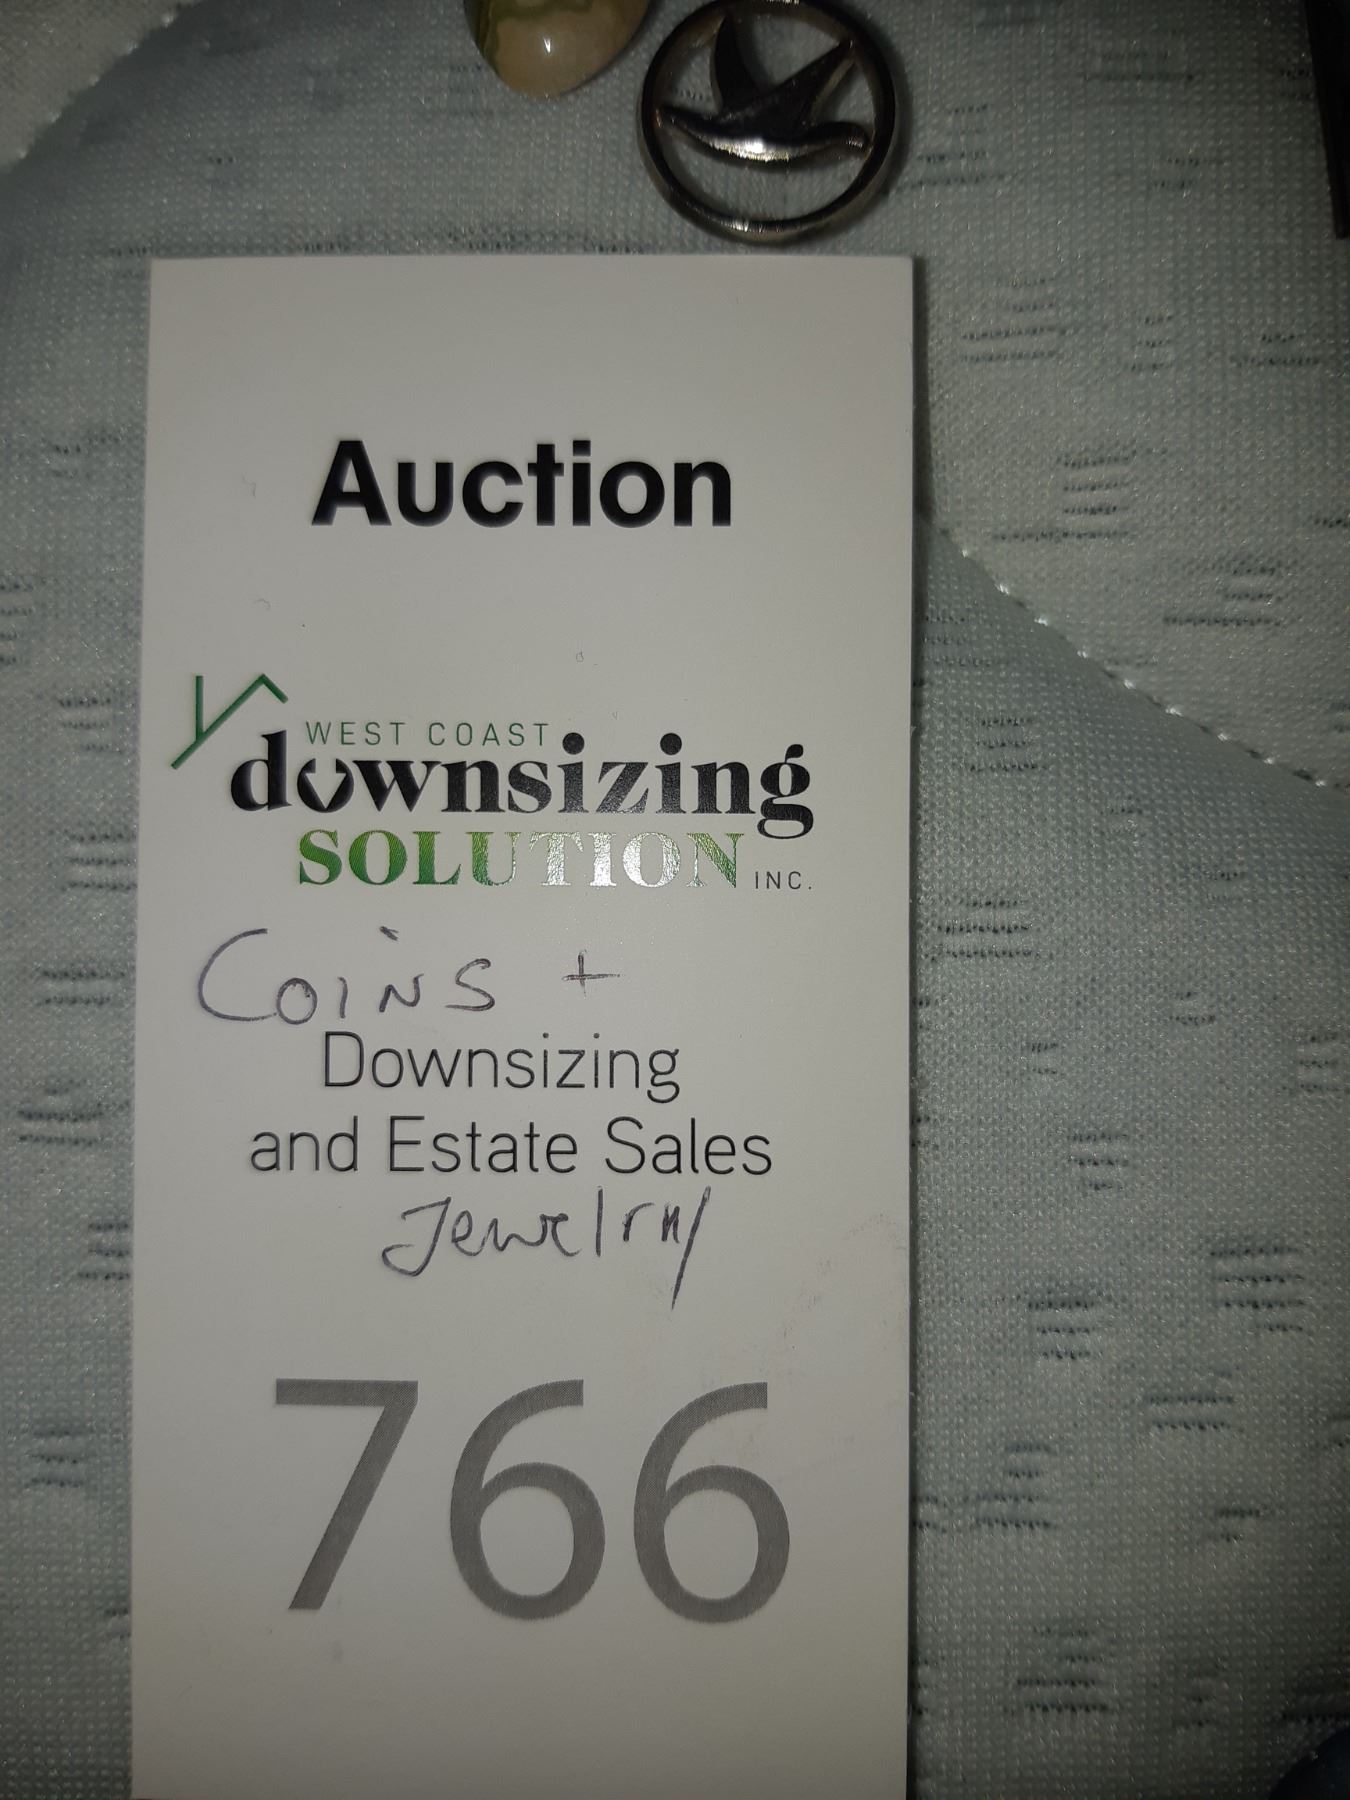 Auction
WEST COAST
downsizing
SOLUTION INC.
Coins +
Downsizing
and Estate Sales
Jewelry
766